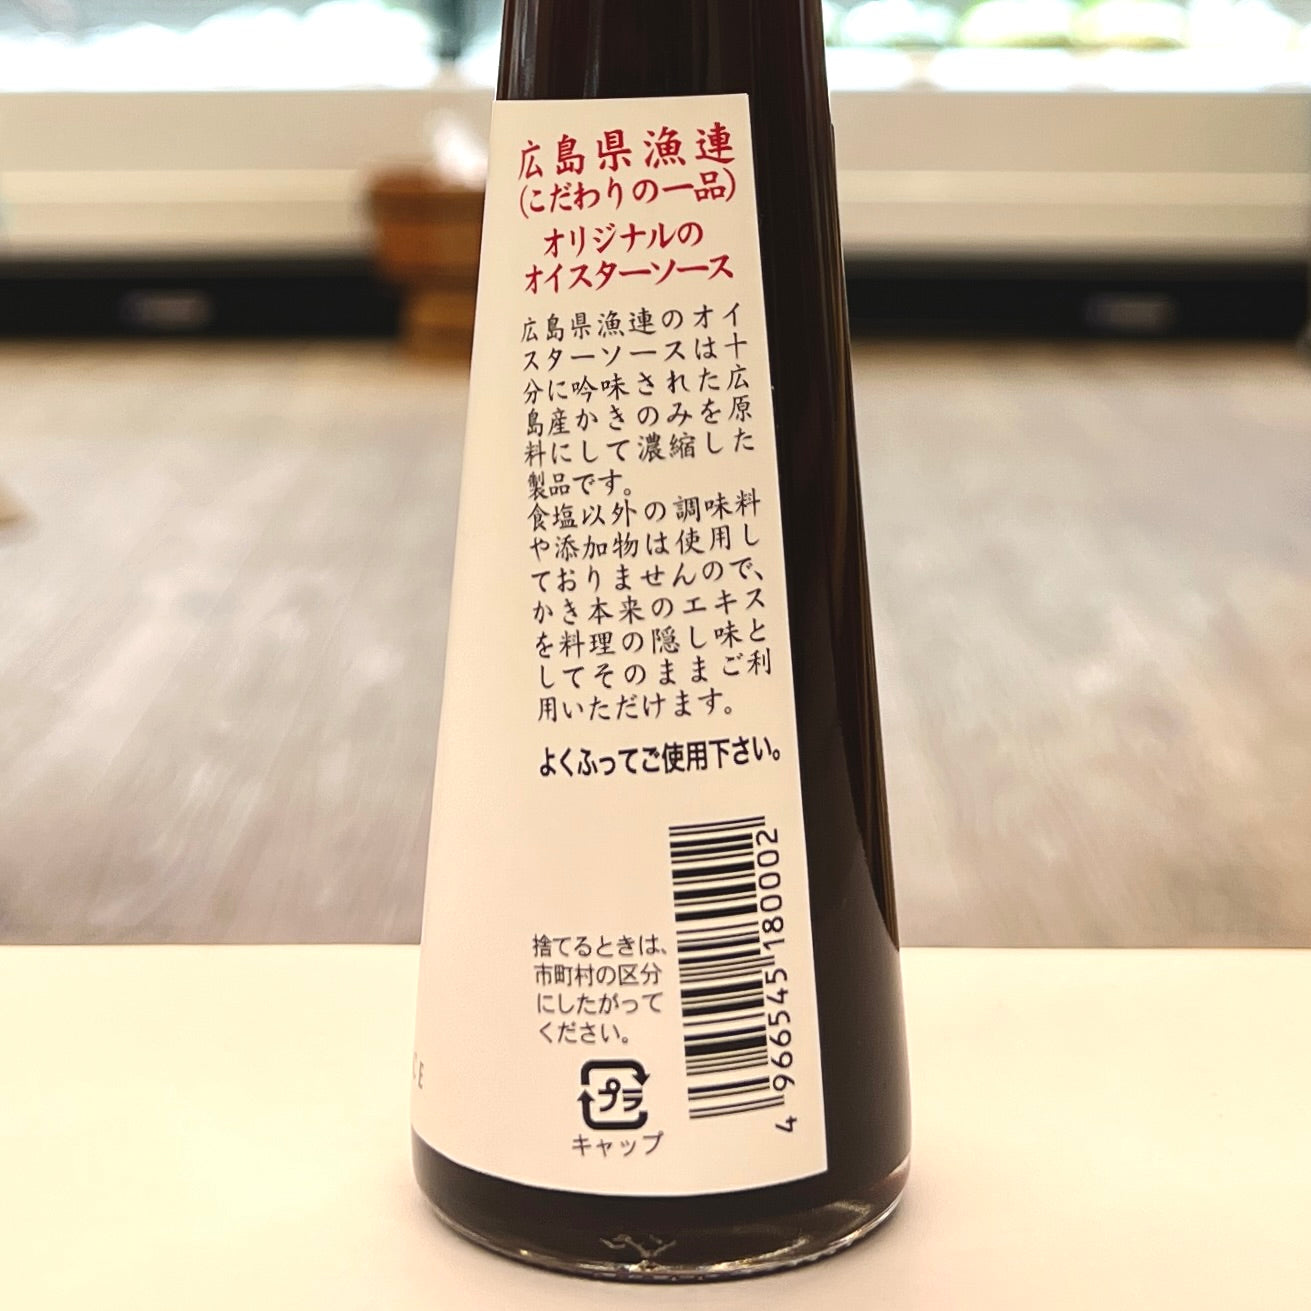 広島県漁連
(こだわりの一品)
オリジナルの
オイスターソース
広島県漁連のオイ
スターソースは十
分に吟味された広
島産かきのみを原
料にして濃縮した
製品です。
食塩以外の調味料
や添加物は使用し
ておりませんので、
かき本来のエキス
を料理の隠し味と
してそのままご利
用いただけます。
よくふってご使用下さい。
4966545180002
捨てるときは、
市町村の区分
にしたがって
ください。
プラ
キャップ
CE